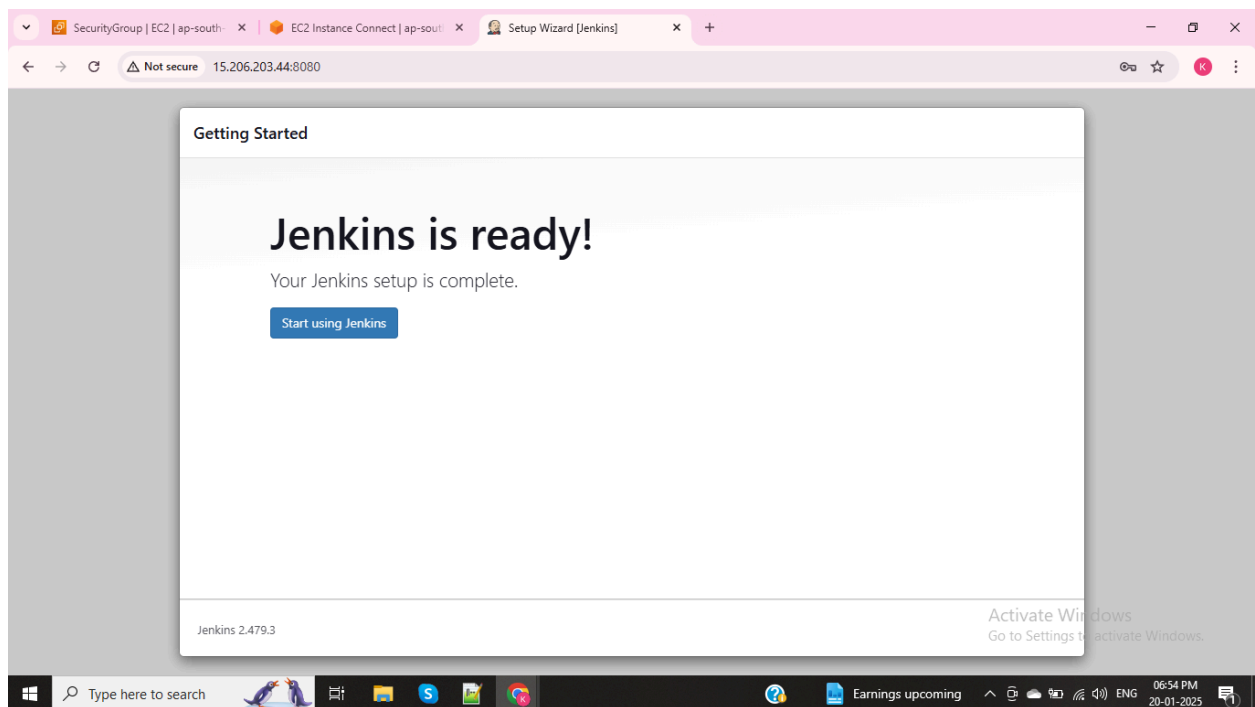 SecurityGroup | EC2 | ap-south-
EC2 Instance Connect | ap-sout
Setup Wizard [Jenkins]
Not secure 15.206.203.44:8080
K
Getting Started
Jenkins is ready!
Your Jenkins setup is complete.
Start using Jenkins
Jenkins 2.479.3
Activate Windows
Go to Settings to activate Windows.
Type here to search
Earnings upcoming
ENG
06:54 PM
20-01-2025
1